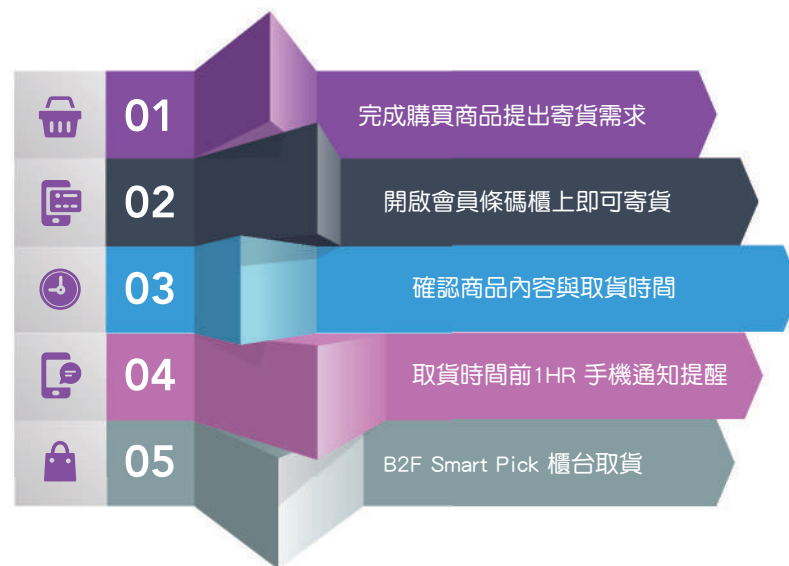 01 完成購買商品提出寄貨需求
02 開啟會員條碼櫃上即可寄貨
03 確認商品內容與取貨時間
04 取貨時間前1HR 手機通知提醒
05 B2F Smart Pick 櫃台取貨